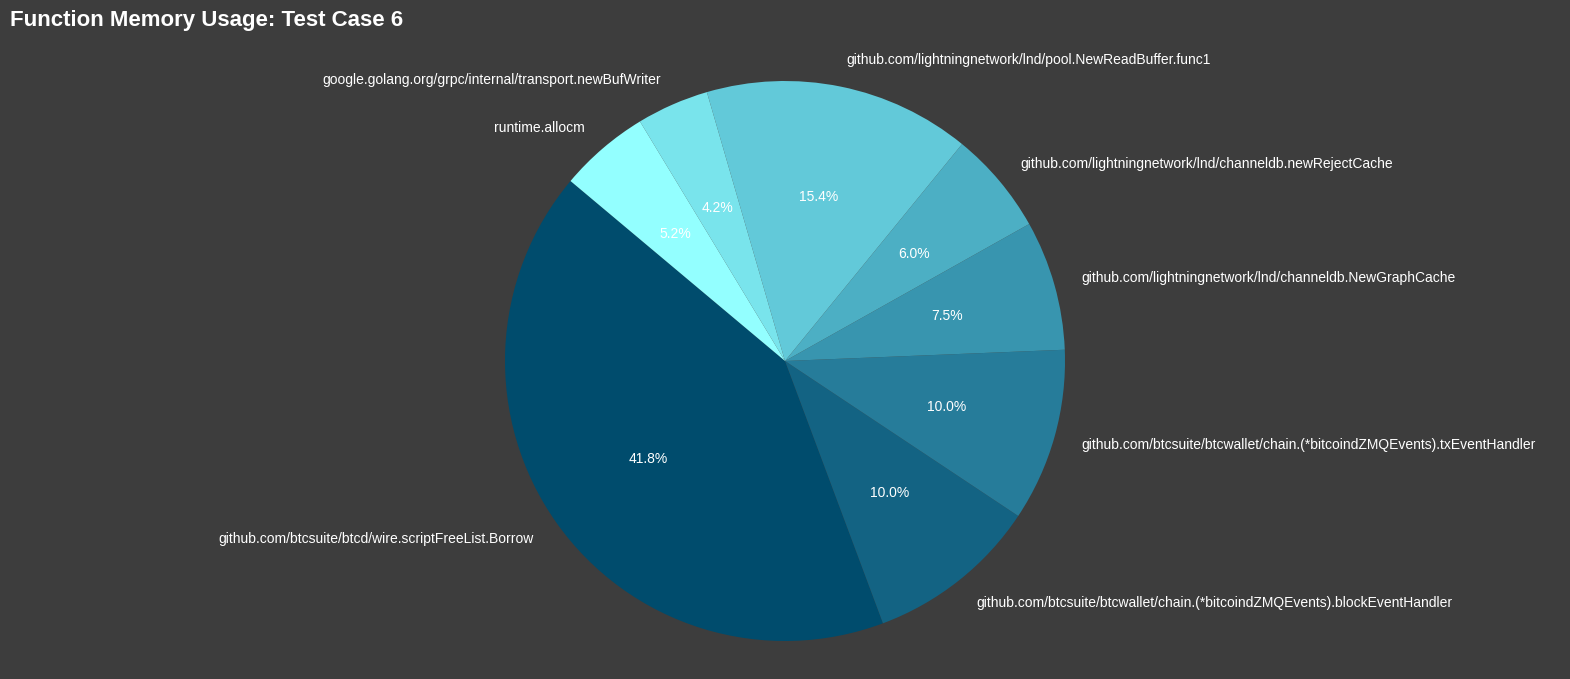 Function Memory Usage: Test Case 6
github.com/lightningnetwork/lnd/pool.NewReadBuffer.func1
google.golang.org/grpc/internal/transport.newBufWriter
runtime.allocm
github.com/lightningnetwork/lnd/channeldb.newRejectCache
15.4%
4.2%
5.2%
6.0%
github.com/lightningnetwork/lnd/channeldb.NewGraphCache
7.5%
10.0%
github.com/btcsuite/btcwallet/chain.(*bitcoindZMQEvents).txEventHandler
41.8%
10.0%
github.com/btcsuite/btcd/wire.scriptFreeList.Borrow
github.com/btcsuite/btcwallet/chain.(*bitcoindZMQEvents).blockEventHandler